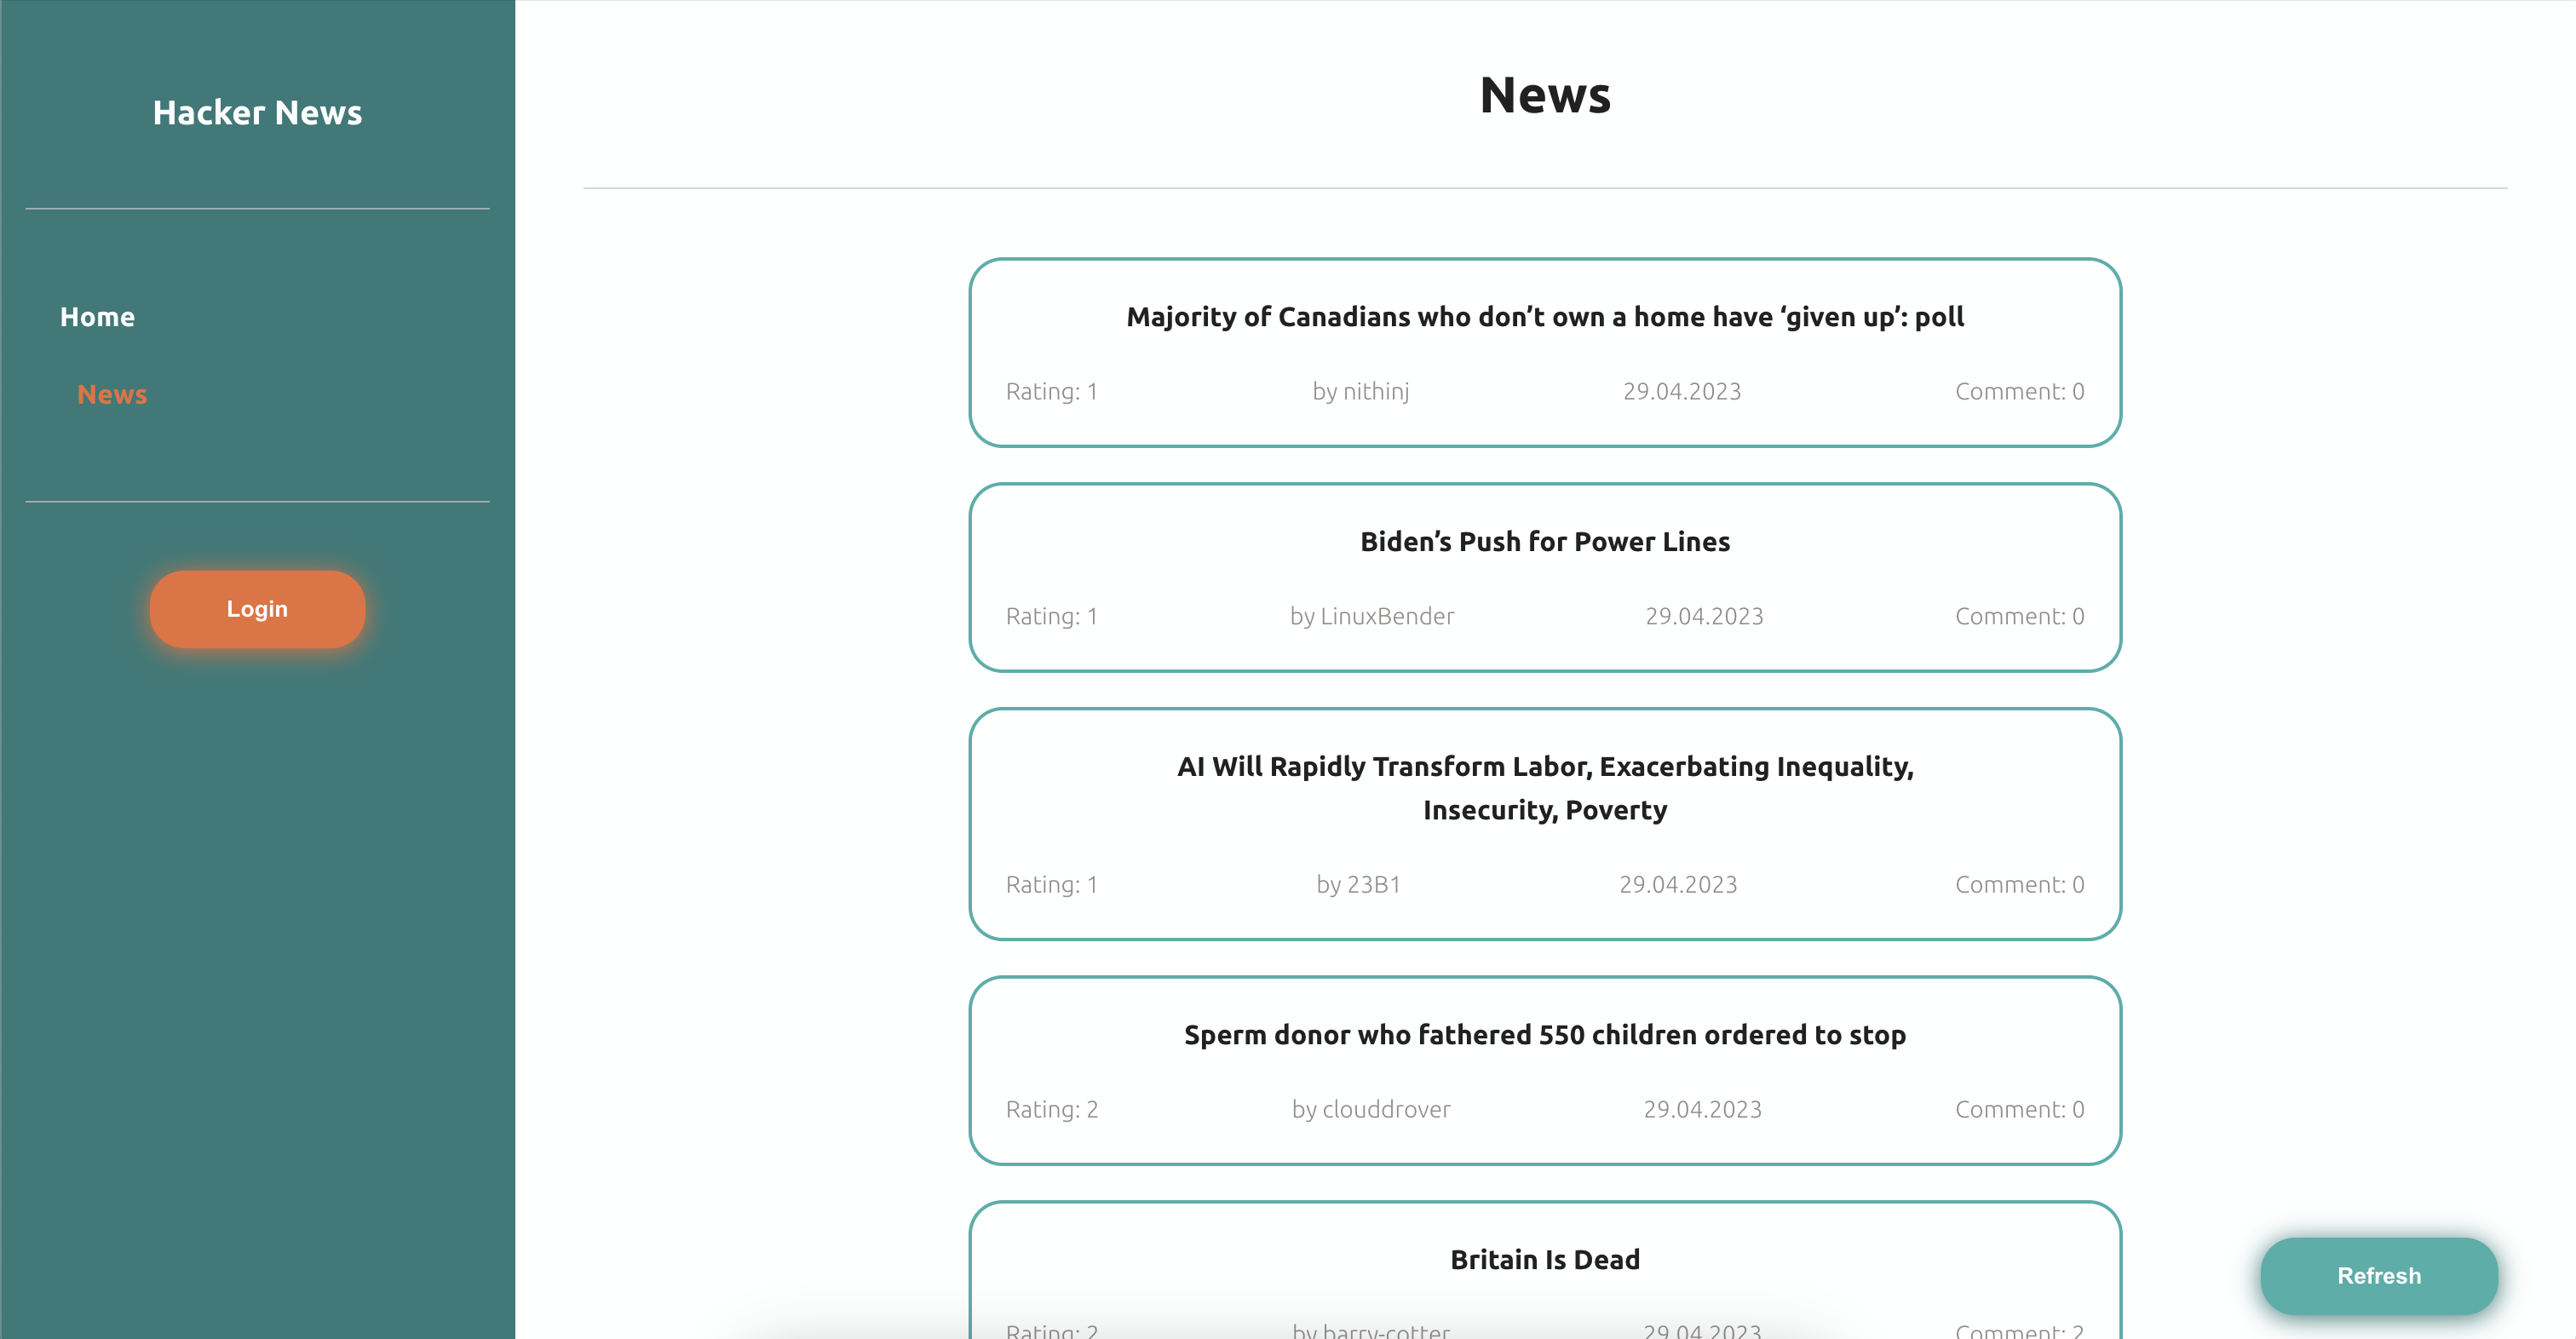 Hacker News
Home
News
Login
News
Majority of Canadians who don’t own a home have ‘given up’: poll
Rating: 1 by nithinj 29.04.2023 Comment: 0
Biden’s Push for Power Lines
Rating: 1 by LinuxBender 29.04.2023 Comment: 0
AI Will Rapidly Transform Labor, Exacerbating Inequality,
Insecurity, Poverty
Rating: 1 by 23B1 29.04.2023 Comment: 0
Sperm donor who fathered 550 children ordered to stop
Rating: 2 by clouddrover 29.04.2023 Comment: 0
Britain Is Dead
Rating: 2 by barry-cotter 29.04.2023 Comment: 2
Refresh